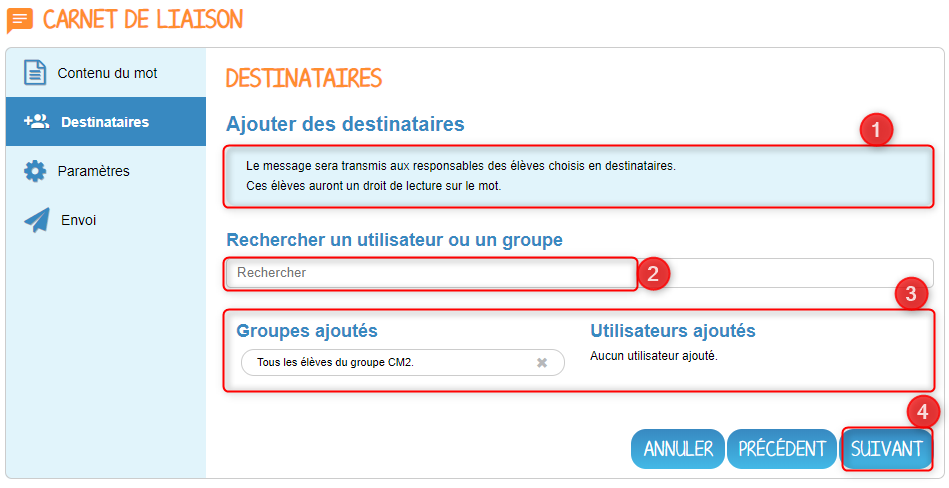 CARNET DE LIAISON
Contenu du mot
Destinataires
Paramètres
Envoi
DESTINATAIRES
Ajouter des destinataires
1
Le message sera transmis aux responsables des élèves choisis en destinataires.
Ces élèves auront un droit de lecture sur le mot.
Rechercher un utilisateur ou un groupe
Rechercher
2
3
Groupes ajoutés
Tous les élèves du groupe CM2.
Utilisateurs ajoutés
Aucun utilisateur ajouté.
4
ANNULER
PRÉCÉDENT
SUIVANT